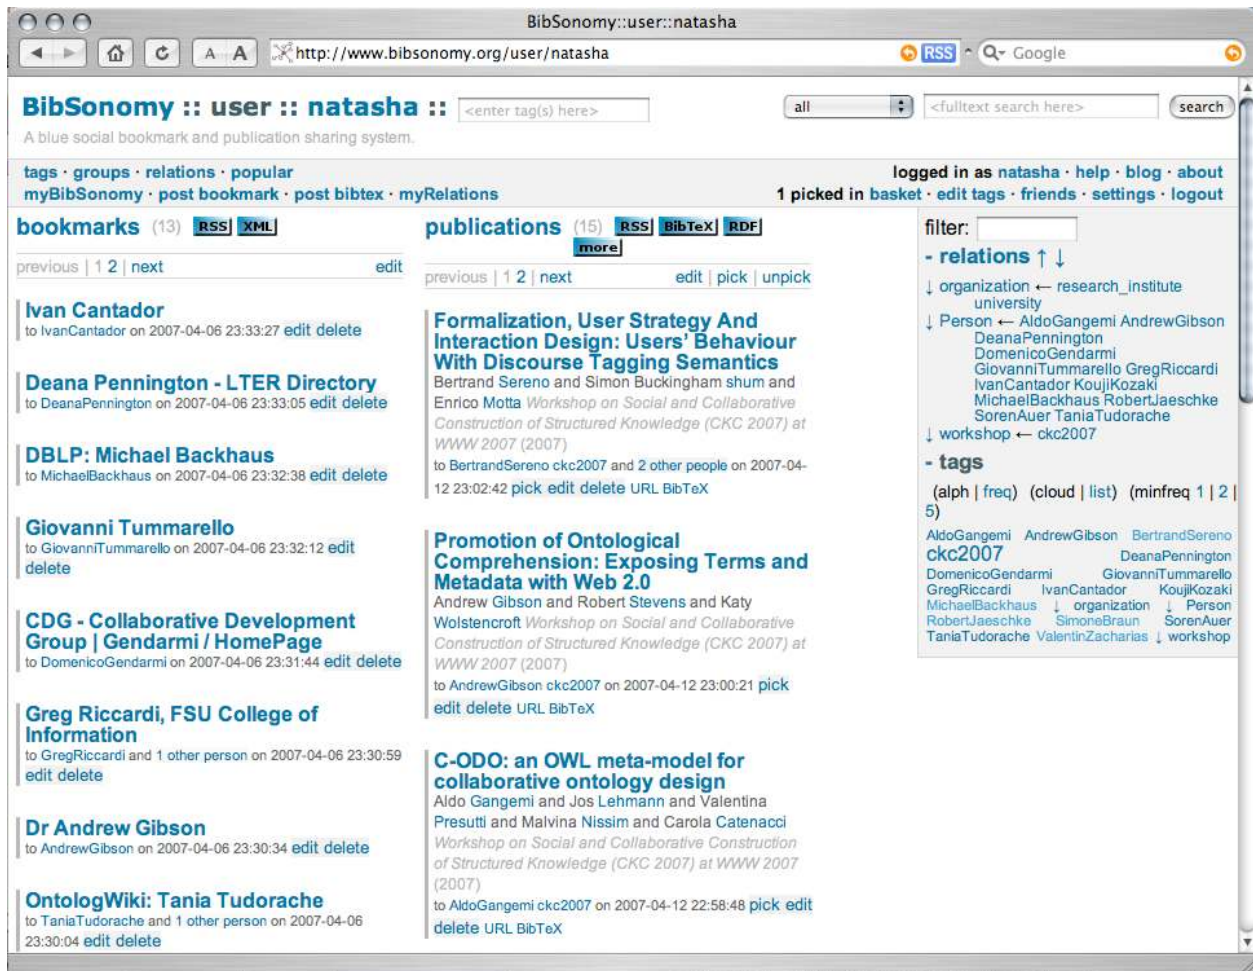 BibSonomy::user::natasha
A A http://www.bibsonomy.org/user/natasha RSS Google
BibSonomy :: user :: natasha :: <enter tag(s) here> all <fulltext search here> search
A blue social bookmark and publication sharing system.
tags · groups · relations · popular
logged in as natasha · help · blog · about
myBibSonomy · post bookmark · post bibtex · myRelations
1 picked in basket · edit tags · friends · settings · logout
bookmarks (13) RSS XML
previous | 1 2 | next edit
Ivan Cantador
to IvanCantador on 2007-04-06 23:33:27 edit delete
Deana Pennington - LTER Directory
to DeanaPennington on 2007-04-06 23:33:05 edit delete
DBLP: Michael Backhaus
to MichaelBackhaus on 2007-04-06 23:32:38 edit delete
Giovanni Tummarello
to GiovanniTummarello on 2007-04-06 23:32:12 edit
delete
CDG - Collaborative Development
Group | Gendarmi / HomePage
to DomenicoGendarmi on 2007-04-06 23:31:44 edit delete
Greg Riccardi, FSU College of
Information
to GregRiccardi and 1 other person on 2007-04-06 23:30:59
edit delete
Dr Andrew Gibson
to AndrewGibson on 2007-04-06 23:30:34 edit delete
OntologWiki: Tania Tudorache
to TaniaTudorache and 1 other person on 2007-04-06
23:30:04 edit delete
publications (15) RSS BibTeX RDF
more
previous | 1 2 | next edit | pick | unpick
Formalization, User Strategy And
Interaction Design: Users' Behaviour
With Discourse Tagging Semantics
Bertrand Sereno and Simon Buckingham shum and
Enrico Motta Workshop on Social and Collaborative
Construction of Structured Knowledge (CKC 2007) at
WWW 2007 (2007)
to BertrandSereno ckc2007 and 2 other people on 2007-04-
12 23:02:42 pick edit delete URL BibTeX
Promotion of Ontological
Comprehension: Exposing Terms and
Metadata with Web 2.0
Andrew Gibson and Robert Stevens and Katy
Wolstencroft Workshop on Social and Collaborative
Construction of Structured Knowledge (CKC 2007) at
WWW 2007 (2007)
to AndrewGibson ckc2007 on 2007-04-12 23:00:21 pick
edit delete URL BibTeX
C-ODO: an OWL meta-model for
collaborative ontology design
Aldo Gangemi and Jos Lehmann and Valentina
Presutti and Malvina Nissim and Carola Catenacci
Workshop on Social and Collaborative Construction
of Structured Knowledge (CKC 2007) at WWW 2007
(2007)
to AldoGangemi ckc2007 on 2007-04-12 22:58:48 pick edit
delete URL BibTeX
filter:
- relations ↑ ↓
↓ organization ← research_institute
university
↓ Person ← AldoGangemi AndrewGibson
DeanaPennington
DomenicoGendarmi
GiovanniTummarello GregRiccardi
IvanCantador KoujiKozaki
MichaelBackhaus RobertJaeschke
SorenAuer TaniaTudorache
↓ workshop ← ckc2007
- tags
(alph | freq) (cloud | list) (minfreq 1 | 2 |
5)
AldoGangemi AndrewGibson BertrandSereno
ckc2007 DeanaPennington
DomenicoGendarmi GiovanniTummarello
GregRiccardi IvanCantador KoujiKozaki
MichaelBackhaus ↓ organization ↓ Person
RobertJaeschke SimoneBraun SorenAuer
TaniaTudorache ValentinZacharias ↓ workshop